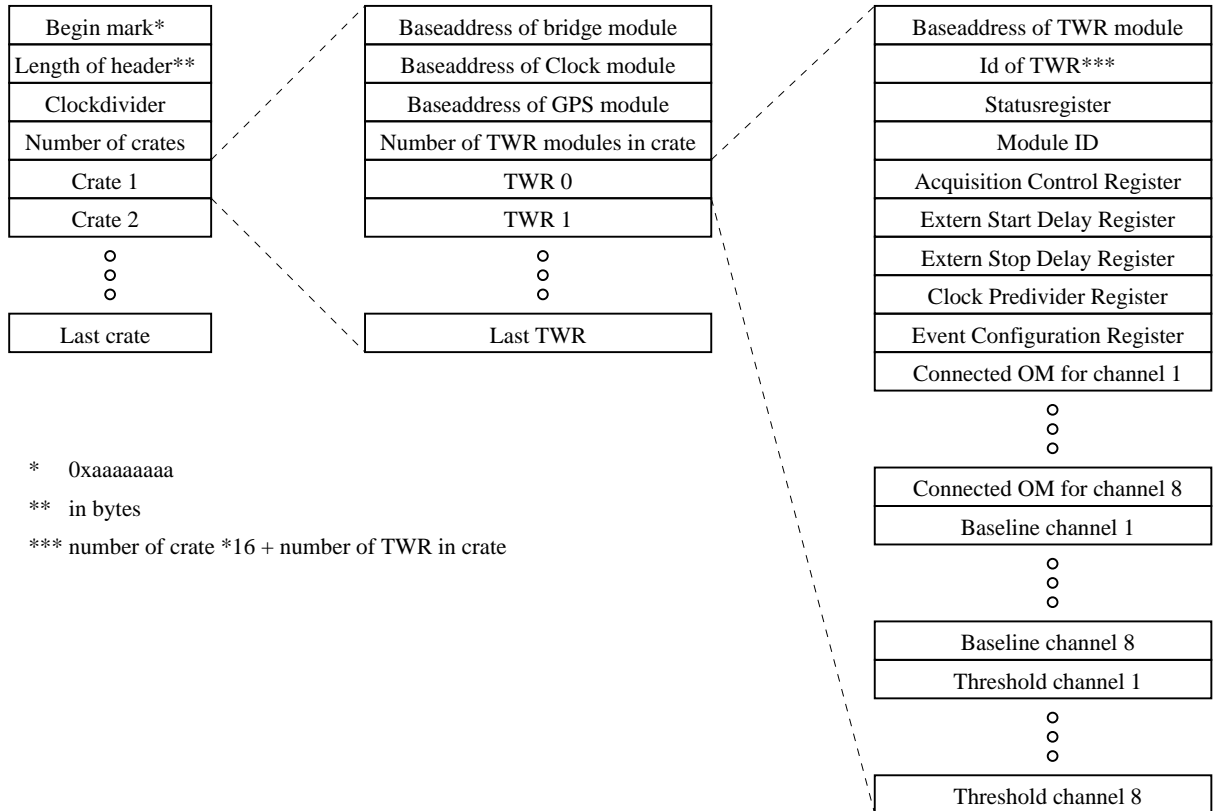 Begin mark*
Length of header**
Clockdivider
Number of crates
Crate 1
Crate 2
Last crate
Baseaddress of bridge module
Baseaddress of Clock module
Baseaddress of GPS module
Number of TWR modules in crate
TWR 0
TWR 1
Last TWR
Baseaddress of TWR module
Id of TWR***
Statusregister
Module ID
Acquisition Control Register
Extern Start Delay Register
Extern Stop Delay Register
Clock Predivider Register
Event Configuration Register
Connected OM for channel 1
Connected OM for channel 8
Baseline channel 1
Baseline channel 8
Threshold channel 1
Threshold channel 8
* 0xaaaaaaaa
** in bytes
*** number of crate *16 + number of TWR in crate